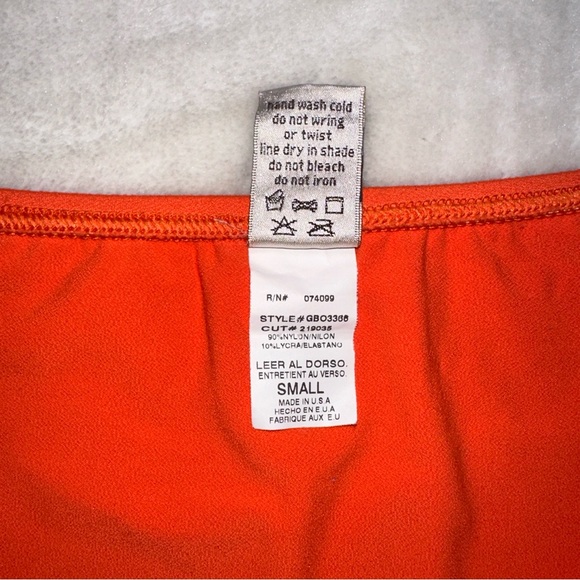 hand wash cold
do not wring
or twist
line dry in shade
do not bleach
do not iron
R/N# 074099
STYLE# GBO3368
CUT# 219035
90%NYLON/NILON
10%LYCRA/ELASTANO
LEER AL DORSO.
ENTRETIENT AU VERSO.
SMALL
MADE IN U.S.A
HECHO EN E.U.A
FABRIQUE AUX E.U